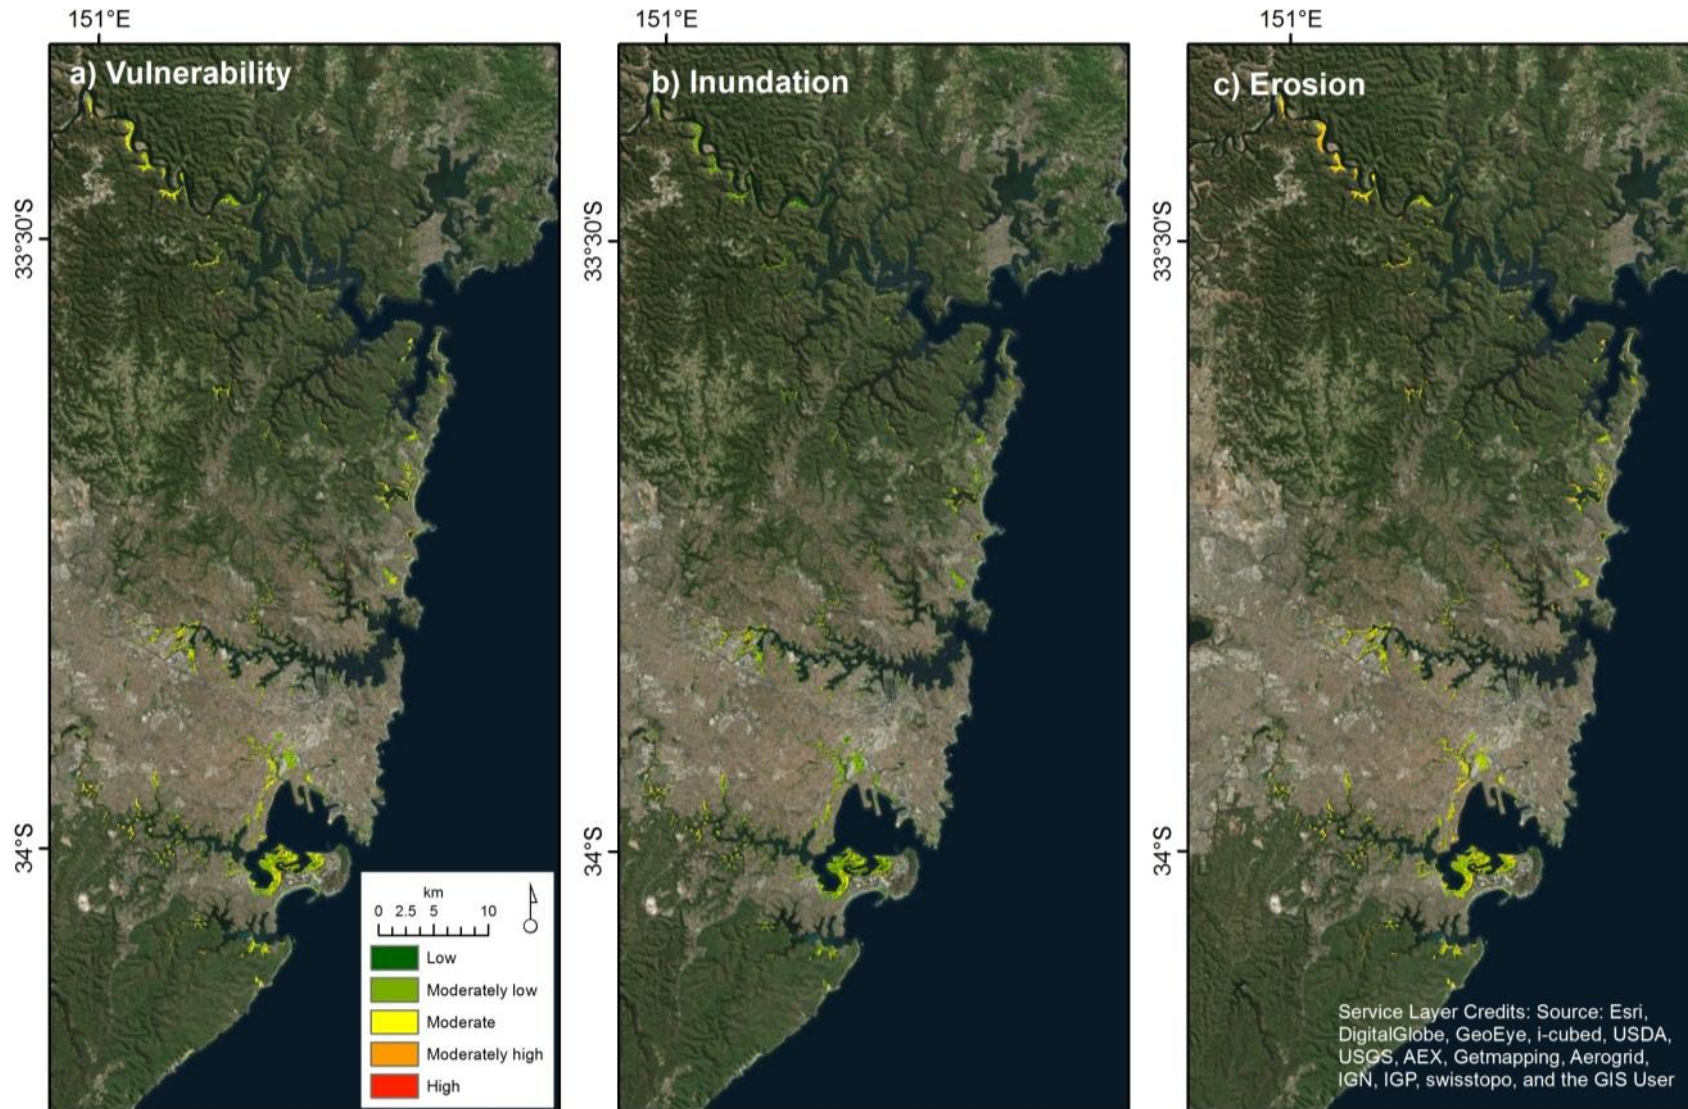 151°E
151°E
151°E
a) Vulnerability
b) Inundation
c) Erosion
33°30'S
33°30'S
33°30'S
34°S
34°S
34°S
km
0 2.5 5 10
Low
Moderately low
Moderate
Moderately high
High
Service Layer Credits: Source: Esri,
DigitalGlobe, GeoEye, i-cubed, USDA,
USGS, AEX, Getmapping, Aerogrid,
IGN, IGP, swisstopo, and the GIS User